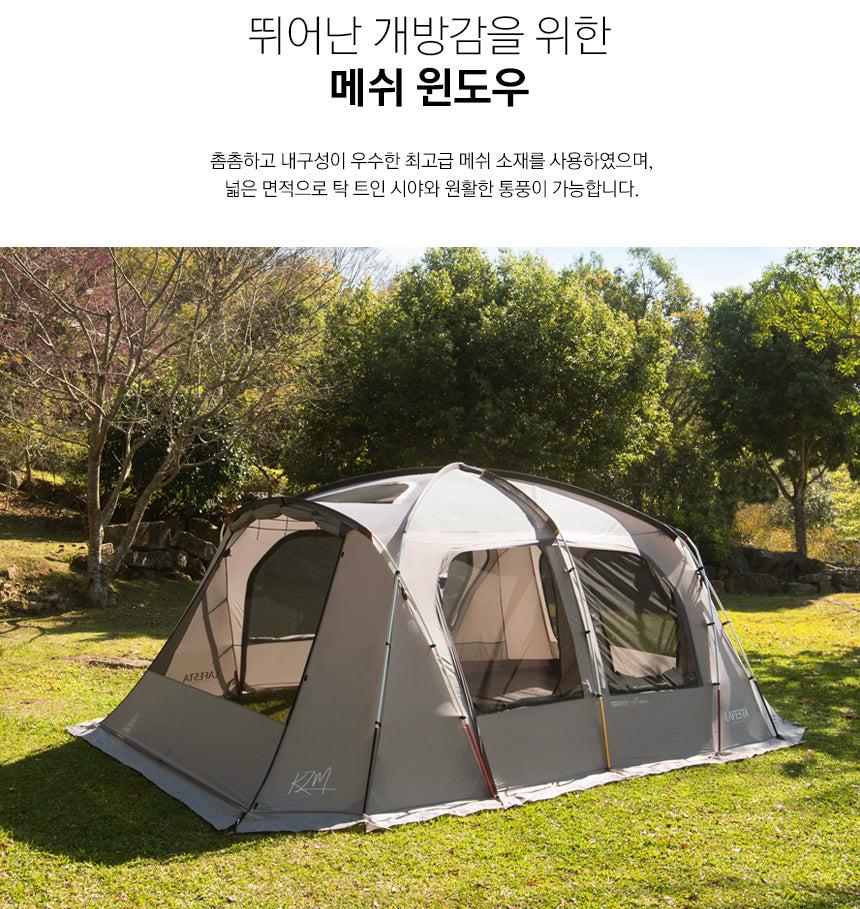 뛰어난 개방감을 위한
메쉬 윈도우
촘촘하고 내구성이 우수한 최고급 메쉬 소재를 사용하였으며,
넓은 면적으로 탁 트인 시야와 원활한 통풍이 가능합니다.
LAFESTA
LAFESTA
KZM